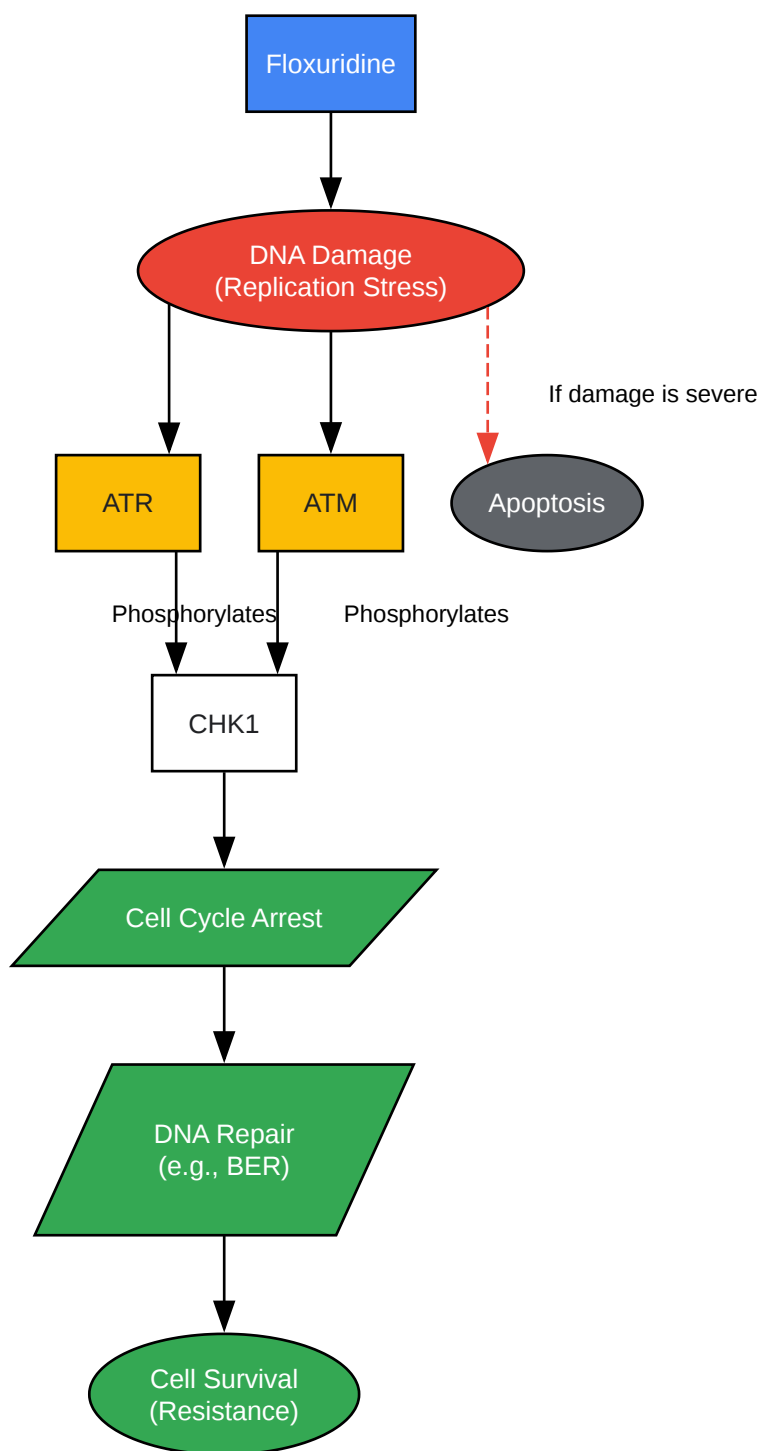 Floxuridine
DNA Damage
(Replication Stress)
If damage is severe
ATR
ATM
Apoptosis
Phosphorylates
Phosphorylates
CHK1
Cell Cycle Arrest
DNA Repair
(e.g., BER)
Cell Survival
(Resistance)